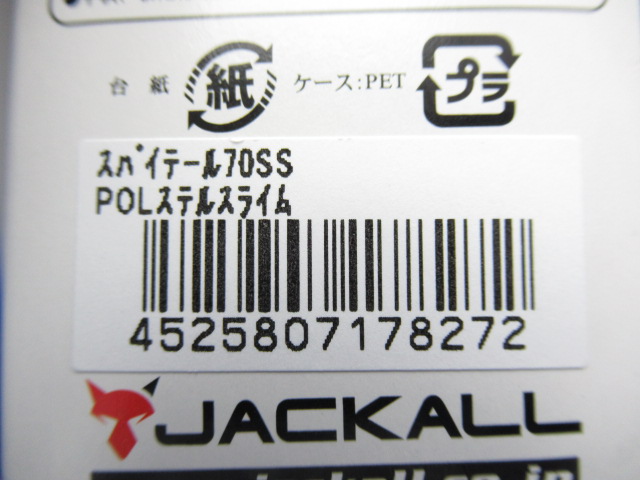 台紙 紙 ケース:PET プラ
ｽﾊﾟｲﾃｰﾙ70SS
POLｽﾃﾙｽﾗｲﾑ
4525807178272
JACKALL